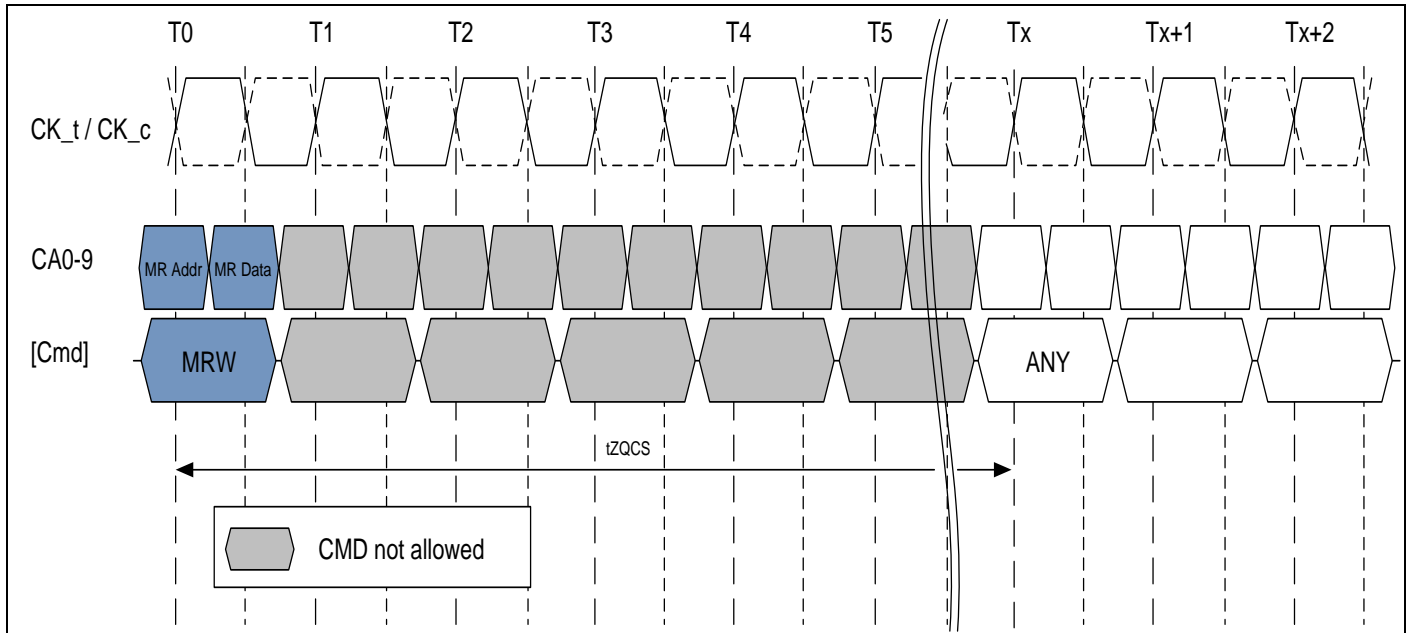 T0 T1 T2 T3 T4 T5 Tx Tx+1 Tx+2
CK_t / CK_c
CA0-9 MR Addr MR Data
[Cmd] MRW ANY
tZQCS
CMD not allowed